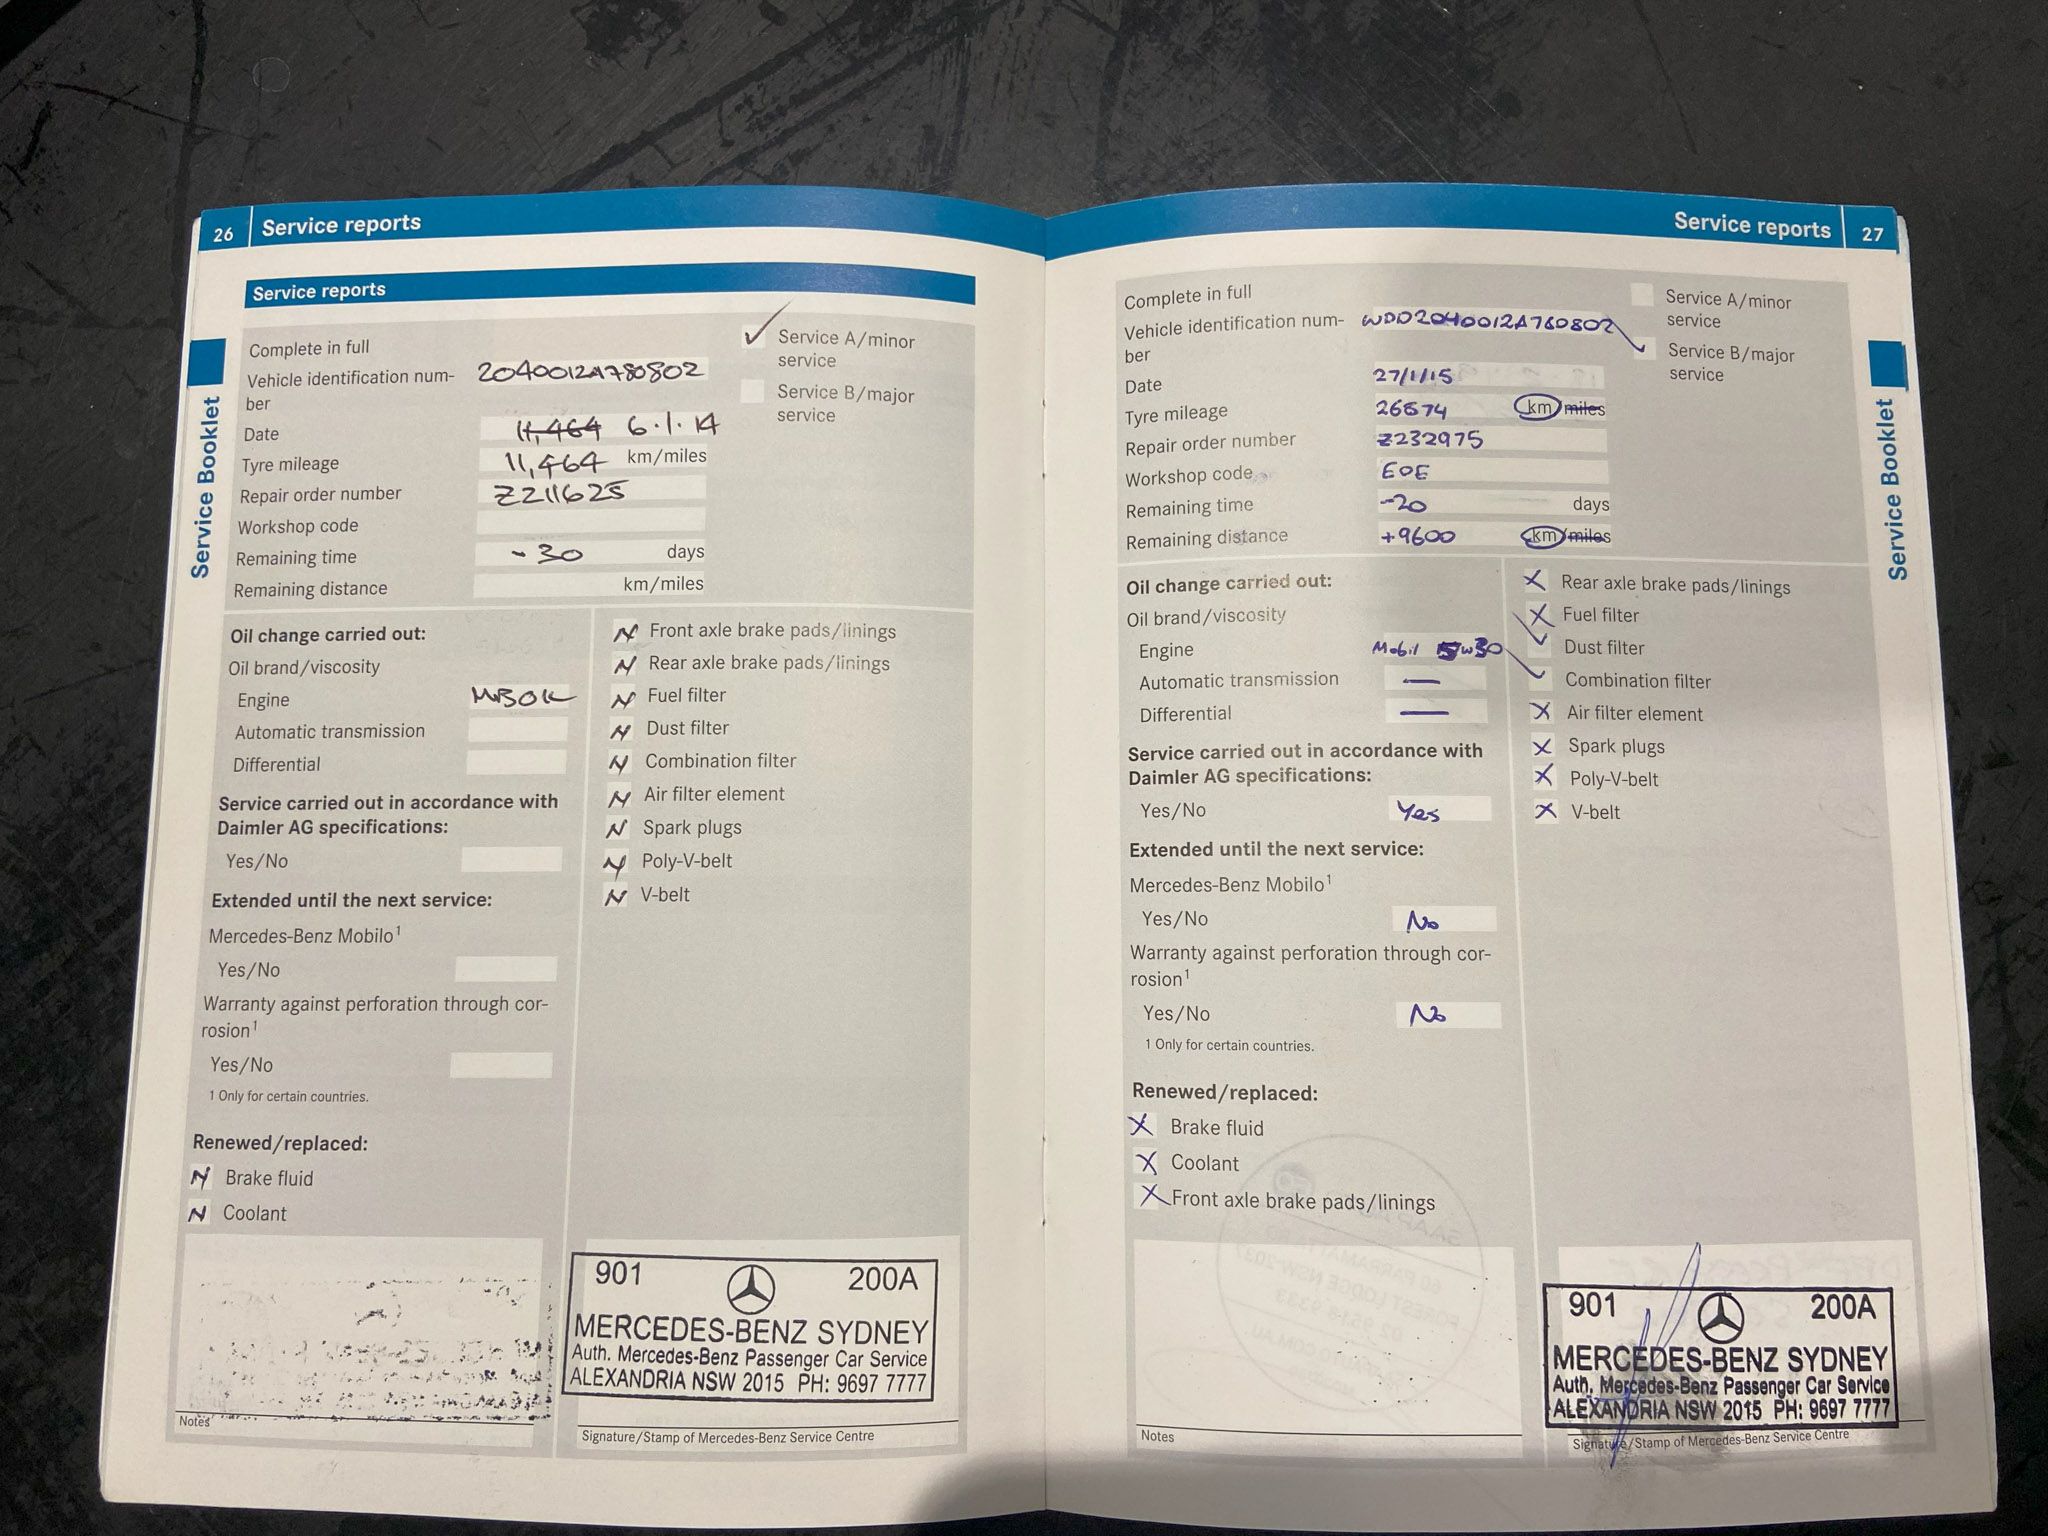 26 Service reports
Service reports
Service Booklet
Complete in full
Vehicle identification num-
ber
2040012A780802
Date 11,464 6.1.14
Tyre mileage 11,464 km/miles
Repair order number Z211625
Workshop code
Remaining time -30 days
Remaining distance km/miles
Service A/minor
service
Service B/major
service
Oil change carried out:
Oil brand/viscosity
Engine
Automatic transmission
Differential
Service carried out in accordance with
Daimler AG specifications:
Yes/No
Extended until the next service:
Mercedes-Benz Mobilo1
Yes/No
Warranty against perforation through cor-
rosion1
Yes/No
1 Only for certain countries.
Renewed/replaced:
N Brake fluid
N Coolant
N Front axle brake pads/linings
N Rear axle brake pads/linings
N Fuel filter
N Dust filter
N Combination filter
N Air filter element
N Spark plugs
N Poly-V-belt
N V-belt
Notes
901 200A
MERCEDES-BENZ SYDNEY
Auth. Mercedes-Benz Passenger Car Service
ALEXANDRIA NSW 2015 PH: 9697 7777
Signature/Stamp of Mercedes-Benz Service Centre
Service reports 27
Service Booklet
Complete in full
Vehicle identification num-
ber
WDD2040012A780802
Date 27/1/15
Tyre mileage 26874 km/miles
Repair order number Z232975
Workshop code EOE
Remaining time -20 days
Remaining distance +9600 km/miles
Service A/minor
service
Service B/major
service
Oil change carried out:
Oil brand/viscosity
Engine Mobil 5w30
Automatic transmission —
Differential —
Service carried out in accordance with
Daimler AG specifications:
Yes/No Yes
Extended until the next service:
Mercedes-Benz Mobilo1
Yes/No No
Warranty against perforation through cor-
rosion1
Yes/No No
1 Only for certain countries.
Renewed/replaced:
X Brake fluid
X Coolant
X Front axle brake pads/linings
X Rear axle brake pads/linings
X Fuel filter
Dust filter
Combination filter
X Air filter element
X Spark plugs
X Poly-V-belt
X V-belt
Notes
901 200A
MERCEDES-BENZ SYDNEY
Auth. Mercedes-Benz Passenger Car Service
ALEXANDRIA NSW 2015 PH: 9697 7777
Signature/Stamp of Mercedes-Benz Service Centre